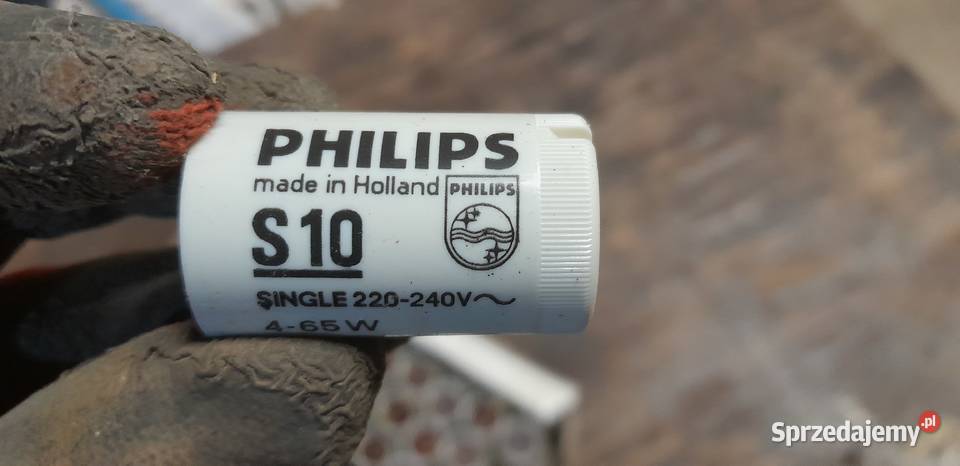 PHILIPS
made in Holland
PHILIPS
S10
SINGLE 220-240V~
4-65W
Sprzedajemy.pl